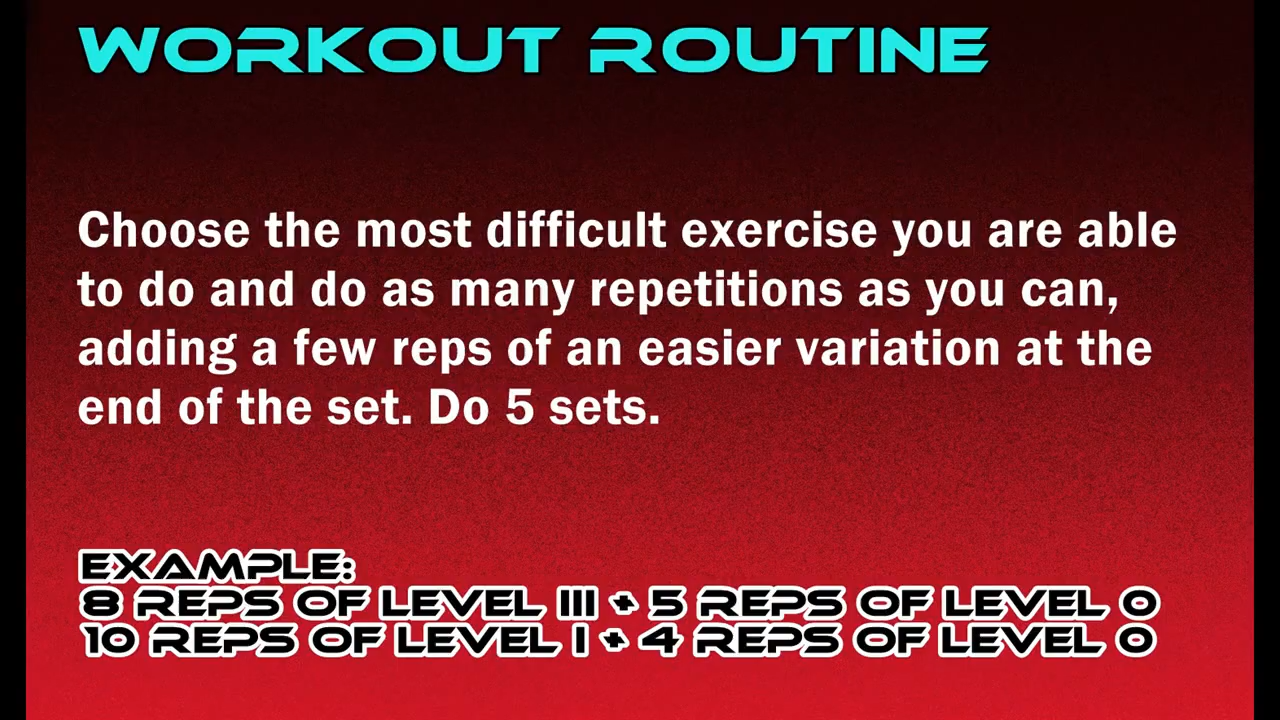 WORKOUT ROUTINE
Choose the most difficult exercise you are able
to do and do as many repetitions as you can,
adding a few reps of an easier variation at the
end of the set. Do 5 sets.
EXAMPLE:
8 REPS OF LEVEL III + 5 REPS OF LEVEL 0
10 REPS OF LEVEL I + 4 REPS OF LEVEL 0